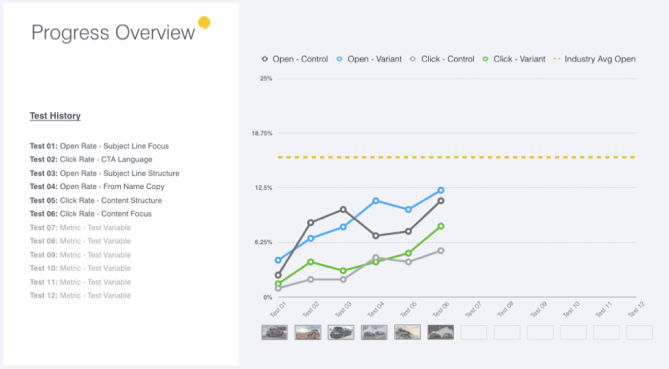 Progress Overview
Test History
Test 01: Open Rate - Subject Line Focus
Test 02: Click Rate - CTA Language
Test 03: Open Rate - Subject Line Structure
Test 04: Open Rate - From Name Copy
Test 05: Click Rate - Content Structure
Test 06: Click Rate - Content Focus
Test 07: Metric - Test Variable
Test 08: Metric - Test Variable
Test 09: Metric - Test Variable
Test 10: Metric - Test Variable
Test 11: Metric - Test Variable
Test 12: Metric - Test Variable
Open - Control Open - Variant Click - Control Click - Variant Industry Avg Open
25%
18.75%
12.5%
6.25%
0%
Test 01 Test 02 Test 03 Test 04 Test 05 Test 06 Test 07 Test 08 Test 09 Test 10 Test 11 Test 12